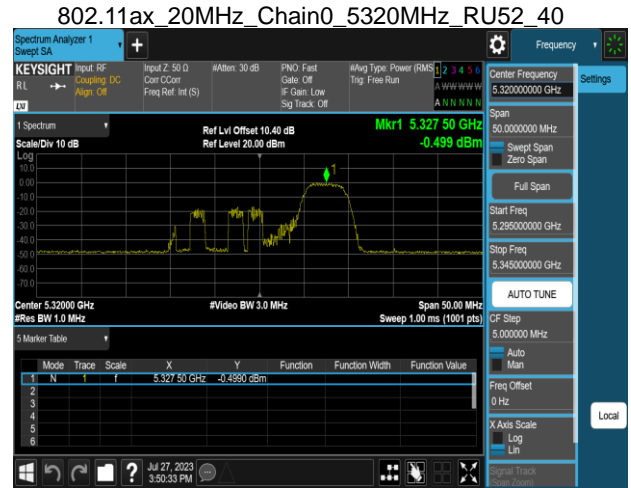 802.11ax_20MHz_Chain0_5320MHz_RU52_40
Spectrum Analyzer 1
Swept SA
Frequency
KEYSIGHT
RL
LXI
Input: RF
Coupling: DC
Align: Off
Input Z: 50 Ω
Corr CCorr
Freq Ref: Int (S)
#Atten: 30 dB
PNO: Fast
Gate: Off
IF Gain: Low
Sig Track: Off
#Avg Type: Power (RMS
Trig: Free Run
1 2 3 4 5 6
A W W W W W
A N N N N N
1 Spectrum
Scale/Div 10 dB
Ref Lvl Offset 10.40 dB
Ref Level 20.00 dBm
Mkr1 5.327 50 GHz
-0.499 dBm
Log
10.0
0.00
-10.0
-20.0
-30.0
-40.0
-50.0
-60.0
-70.0
1
Center 5.32000 GHz
#Res BW 1.0 MHz
#Video BW 3.0 MHz
Span 50.00 MHz
Sweep 1.00 ms (1001 pts)
5 Marker Table
Mode Trace Scale X Y Function Function Width Function Value
1 N 1 f 5.327 50 GHz -0.4990 dBm
2
3
4
5
6
Jul 27, 2023
3:50:33 PM
Center Frequency
5.320000000 GHz
Settings
Span
50.0000000 MHz
Swept Span
Zero Span
Full Span
Start Freq
5.295000000 GHz
Stop Freq
5.345000000 GHz
AUTO TUNE
CF Step
5.000000 MHz
Auto
Man
Freq Offset
0 Hz
X Axis Scale
Log
Lin
Local
Signal Track
(Span Zoom)